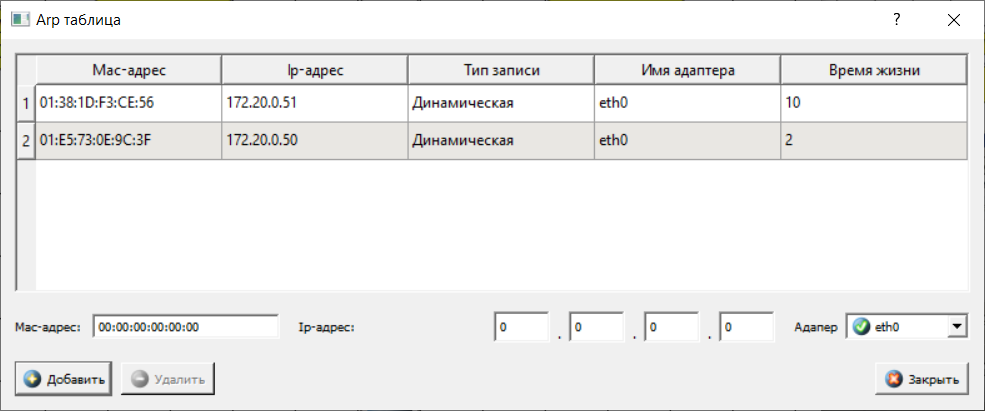 Arp таблица
Mac-адрес Ip-адрес Тип записи Имя адаптера Время жизни
1 01:38:1D:F3:CE:56 172.20.0.51 Динамическая eth0 10
2 01:E5:73:0E:9C:3F 172.20.0.50 Динамическая eth0 2
Mac-адрес: 00:00:00:00:00:00 Ip-адрес: 0 . 0 . 0 . 0 Адапер eth0
Добавить Удалить Закрыть